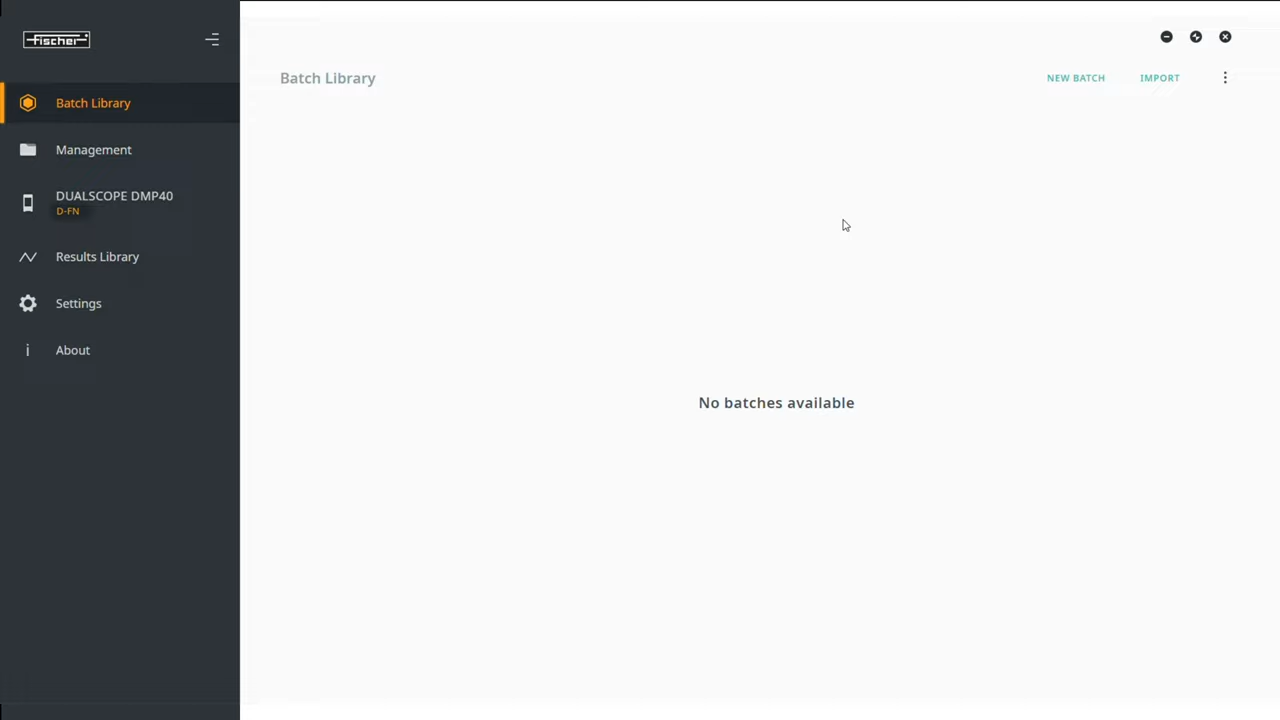 fischer
Batch Library
NEW BATCH
IMPORT
Batch Library
Management
DUALSCOPE DMP40
D-FN
Results Library
Settings
About
No batches available